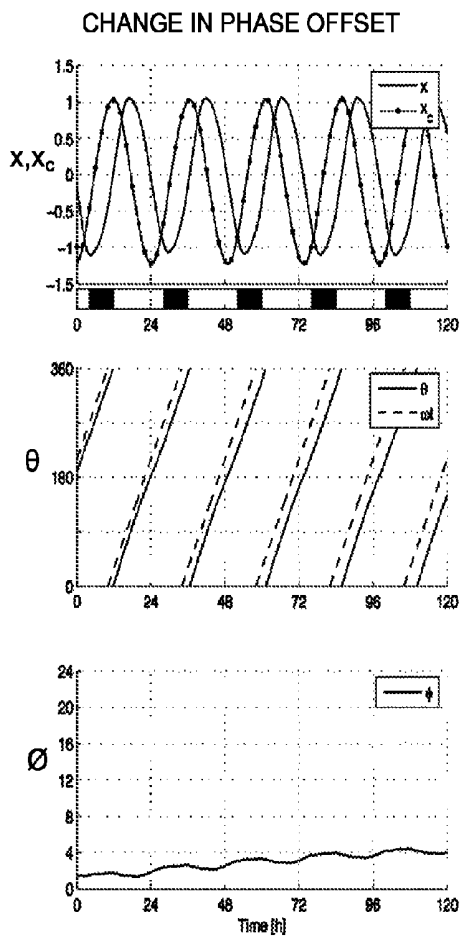 CHANGE IN PHASE OFFSET
1.5
1
0.5
0
-0.5
-1
-1.5
x,xc
x
xc
0 24 48 72 96 120
360
180
0
θ
θ
ωt
0 24 48 72 96 120
24
20
16
12
8
4
0
Ø
ϕ
0 24 48 72 96 120
Time [h]